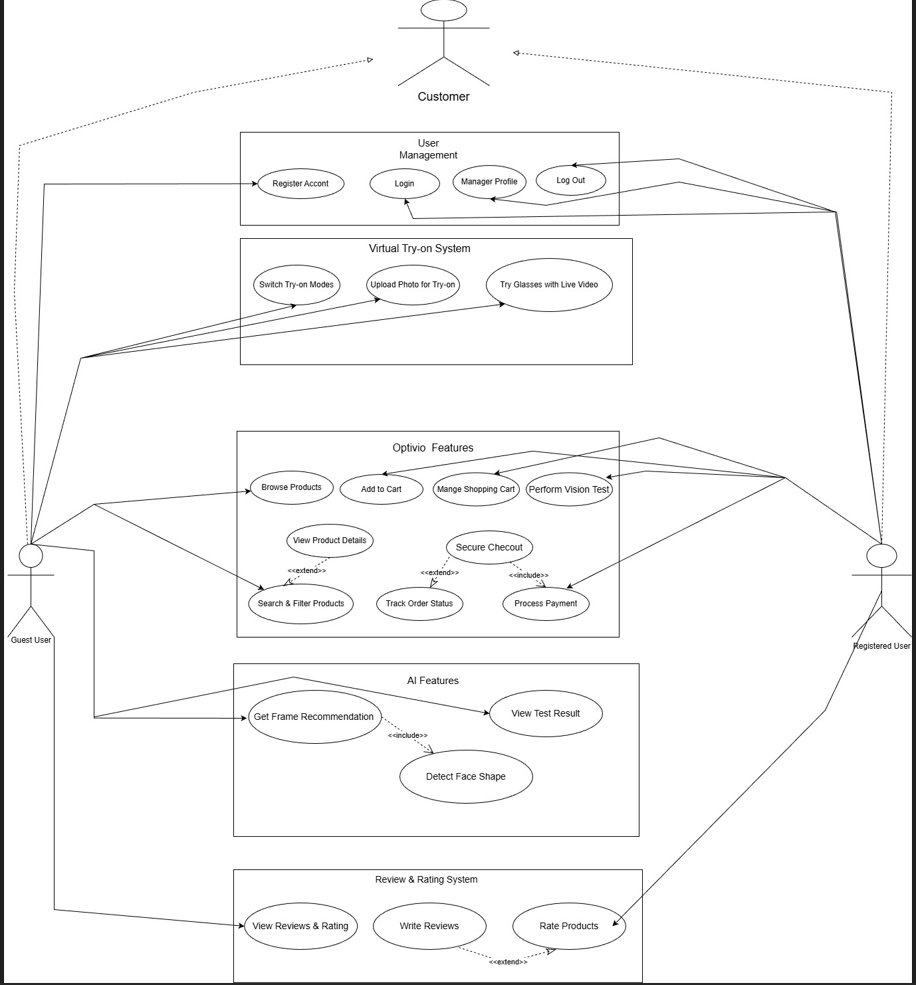 Customer
User
Management
Register Accont
Login
Manager Profile
Log Out
Virtual Try-on System
Switch Try-on Modes
Upload Photo for Try-on
Try Glasses with Live Video
Optivio Features
Browse Products
Add to Cart
Mange Shopping Cart
Perform Vision Test
View Product Details
Secure Checout
<<extend>>
<<extend>>
<<include>>
Search & Filter Products
Track Order Status
Process Payment
Guest User
Registered User
AI Features
Get Frame Recommendation
View Test Result
<<include>>
Detect Face Shape
Review & Rating System
View Reviews & Rating
Write Reviews
Rate Products
<<extend>>